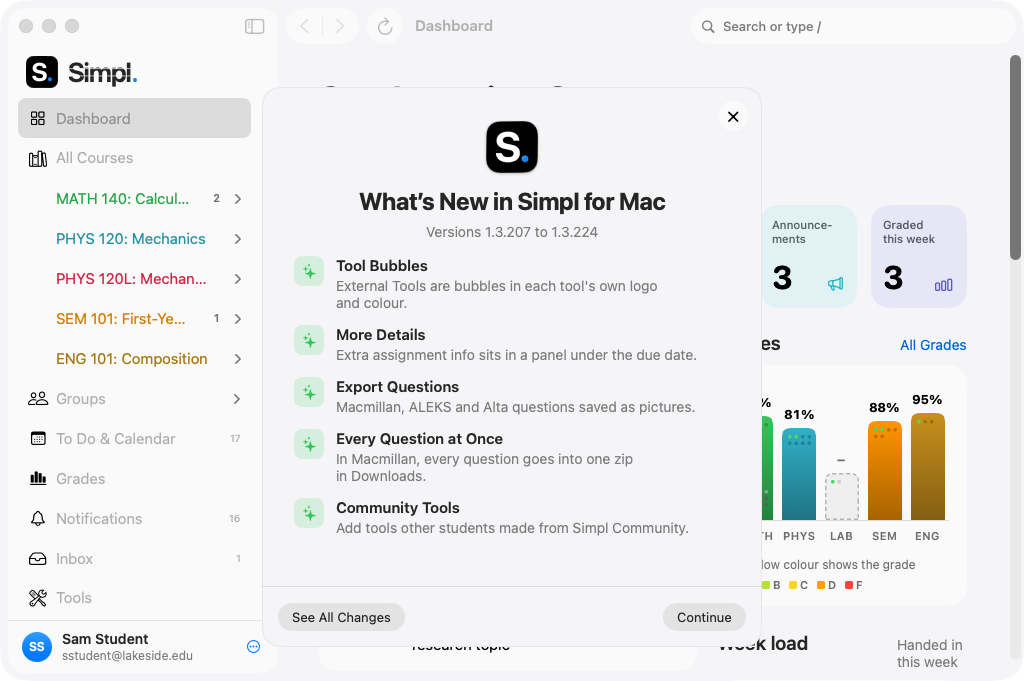 Dashboard
Search or type /
S. Simpl.
Dashboard
All Courses
MATH 140: Calcul... 2
PHYS 120: Mechanics
PHYS 120L: Mechan...
SEM 101: First-Ye... 1
ENG 101: Composition
Groups
To Do & Calendar 17
Grades
Notifications 16
Inbox 1
Tools
SS
Sam Student
sstudent@lakeside.edu
S.
What's New in Simpl for Mac
Versions 1.3.207 to 1.3.224
Tool Bubbles
External Tools are bubbles in each tool's own logo
and colour.
More Details
Extra assignment info sits in a panel under the due date.
Export Questions
Macmillan, ALEKS and Alta questions saved as pictures.
Every Question at Once
In Macmillan, every question goes into one zip
in Downloads.
Community Tools
Add tools other students made from Simpl Community.
See All Changes
Continue
Announce-
ments
3
Graded
this week
3
All Grades
% 81% – 88% 95%
PHYS LAB SEM ENG
colour shows the grade
B C D F
research topic
load
Handed in
this week